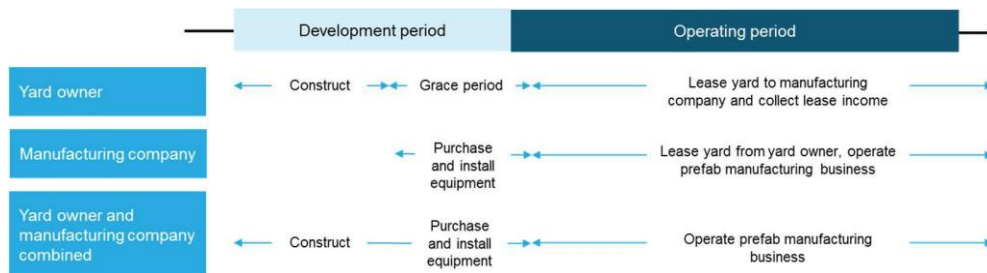 Development period
Operating period
Yard owner
Construct
Grace period
Lease yard to manufacturing
company and collect lease income
Manufacturing company
Purchase
and install
equipment
Lease yard from yard owner, operate
prefab manufacturing business
Yard owner and
manufacturing company
combined
Construct
Purchase
and install
equipment
Operate prefab manufacturing
business